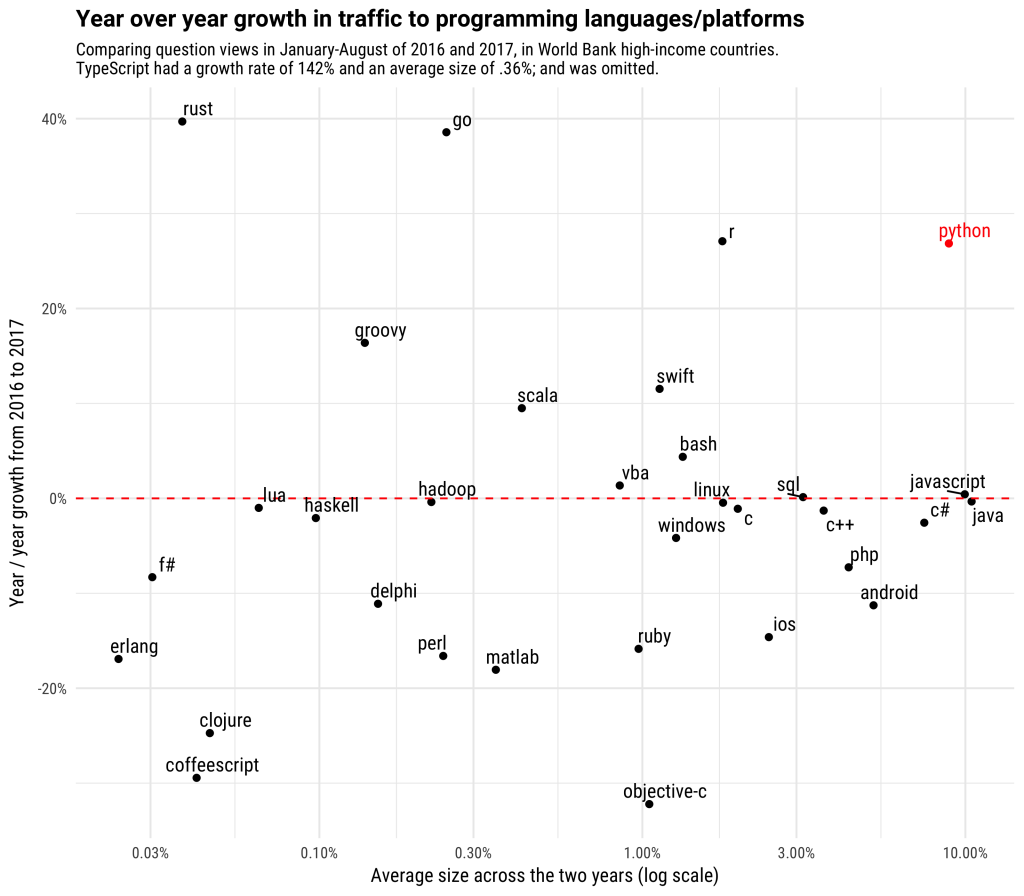 Year over year growth in traffic to programming languages/platforms
Comparing question views in January-August of 2016 and 2017, in World Bank high-income countries.
TypeScript had a growth rate of 142% and an average size of .36%; and was omitted.
rust
40%
go
r
python
20%
groovy
swift
scala
bash
vba
javascript
sql
hadoop
linux
0%
lua
haskell
c#
java
c
c++
windows
php
f#
delphi
android
ios
ruby
perl
erlang
matlab
-20%
clojure
coffeescript
objective-c
Year / year growth from 2016 to 2017
0.03%
0.10%
0.30%
1.00%
3.00%
10.00%
Average size across the two years (log scale)